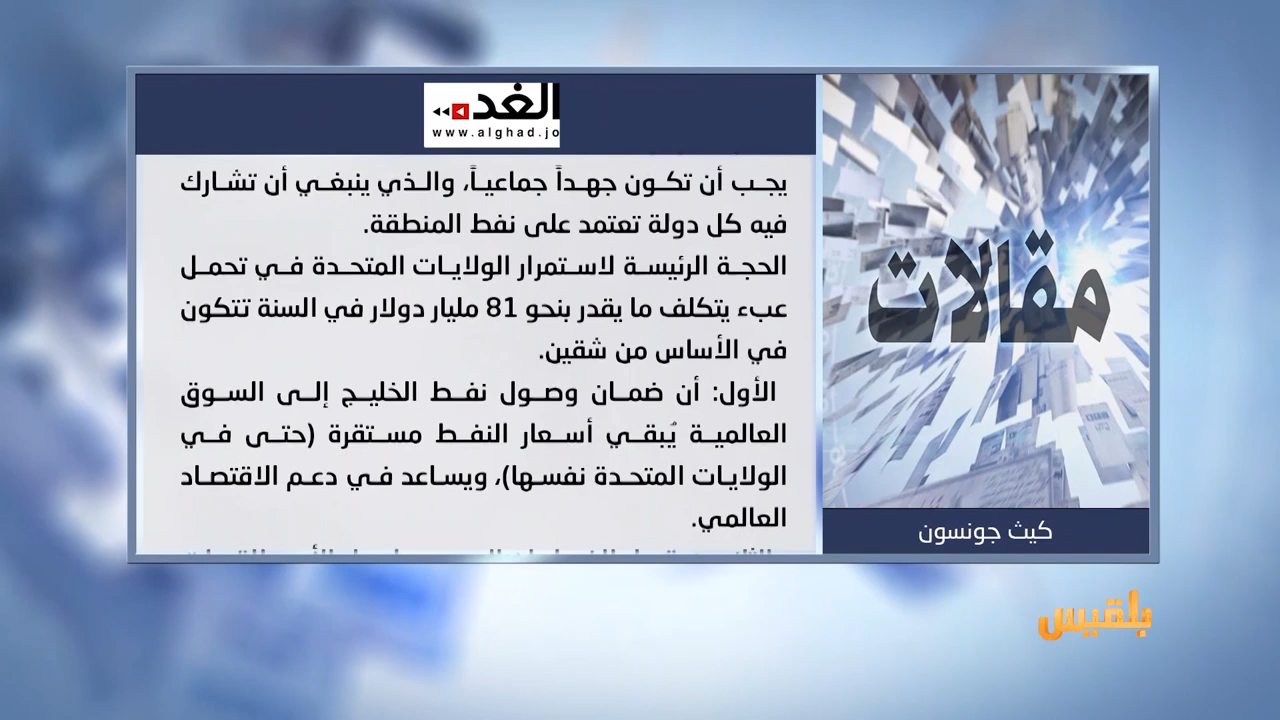 الغد
www.alghad.jo
يجب أن تكون جهداً جماعياً، والذي ينبغي أن تشارك
فيه كل دولة تعتمد على نفط المنطقة.
الحجة الرئيسة لاستمرار الولايات المتحدة في تحمل
عبء يتكلف ما يقدر بنحو 81 مليار دولار في السنة تتكون
في الأساس من شقين.
الأول: أن ضمان وصول نفط الخليج إلى السوق
العالمية يُبقي أسعار النفط مستقرة (حتى في
الولايات المتحدة نفسها)، ويساعد في دعم الاقتصاد
العالمي.
مقالات
كيث جونسون
بلقيس